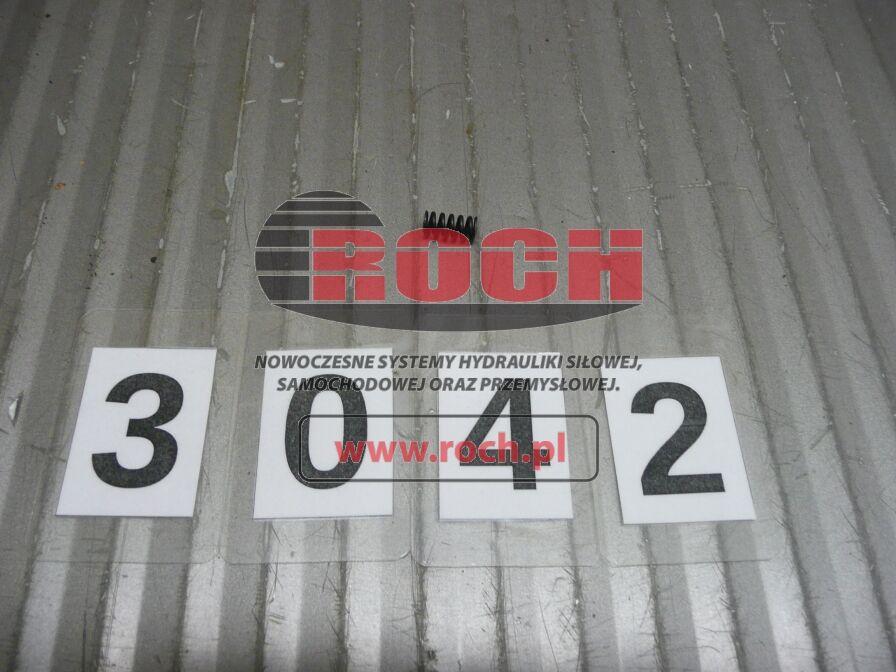 ROCH
NOWOCZESNE SYSTEMY HYDRAULIKI SIŁOWEJ,
SAMOCHODOWEJ ORAZ PRZEMYSŁOWEJ.
www.roch.pl
3 0 4 2